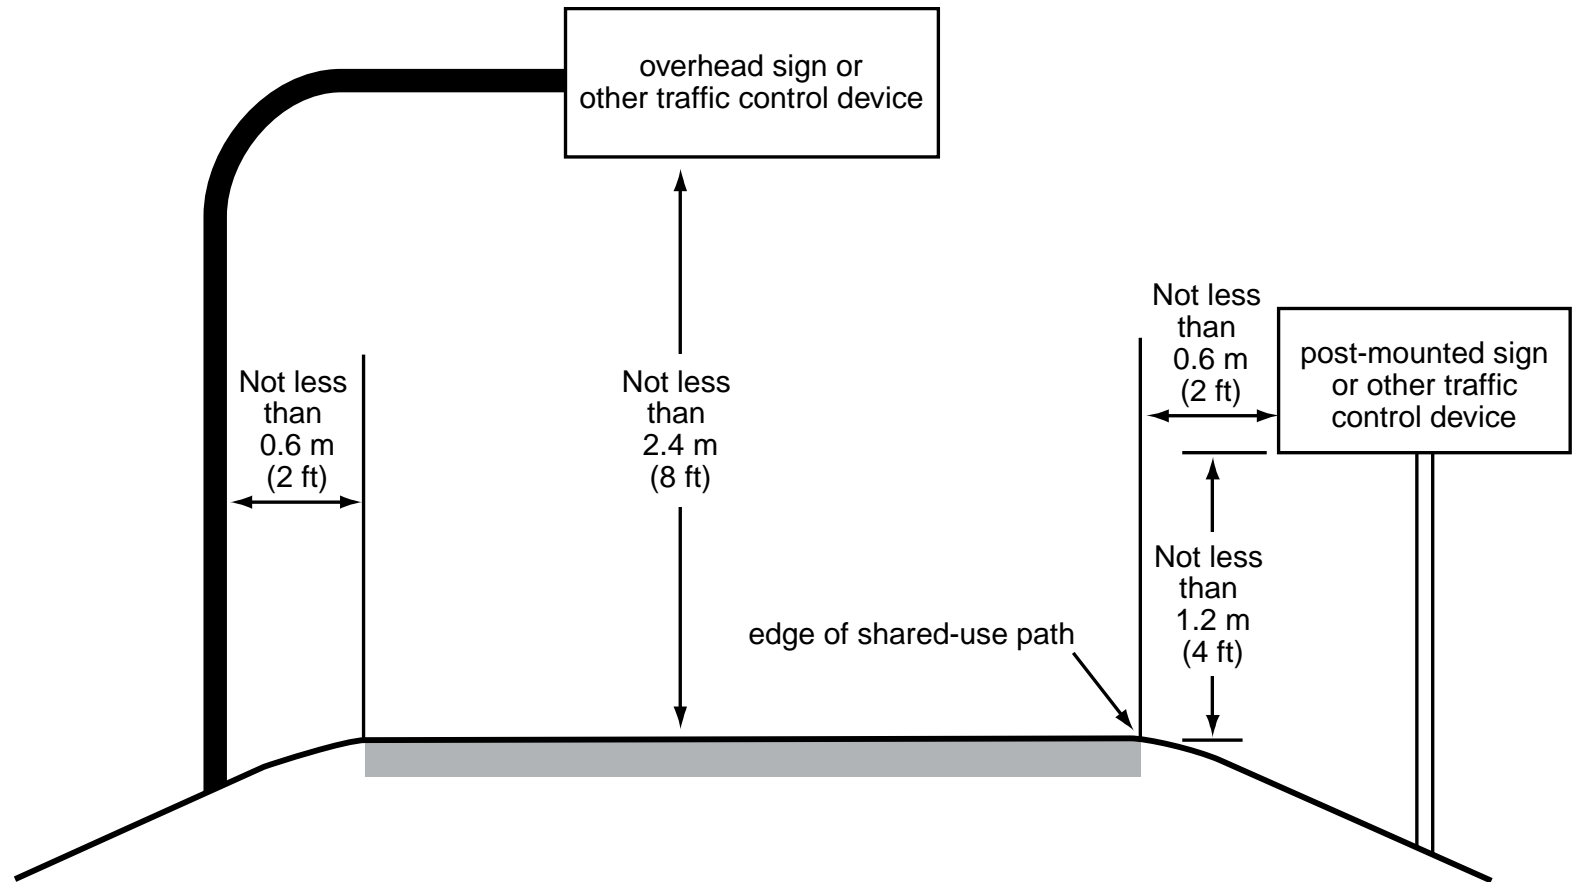 overhead sign or
other traffic control device
Not less
than
0.6 m
(2 ft)
Not less
than
2.4 m
(8 ft)
Not less
than
0.6 m
(2 ft)
post-mounted sign
or other traffic
control device
Not less
than
1.2 m
(4 ft)
edge of shared-use path